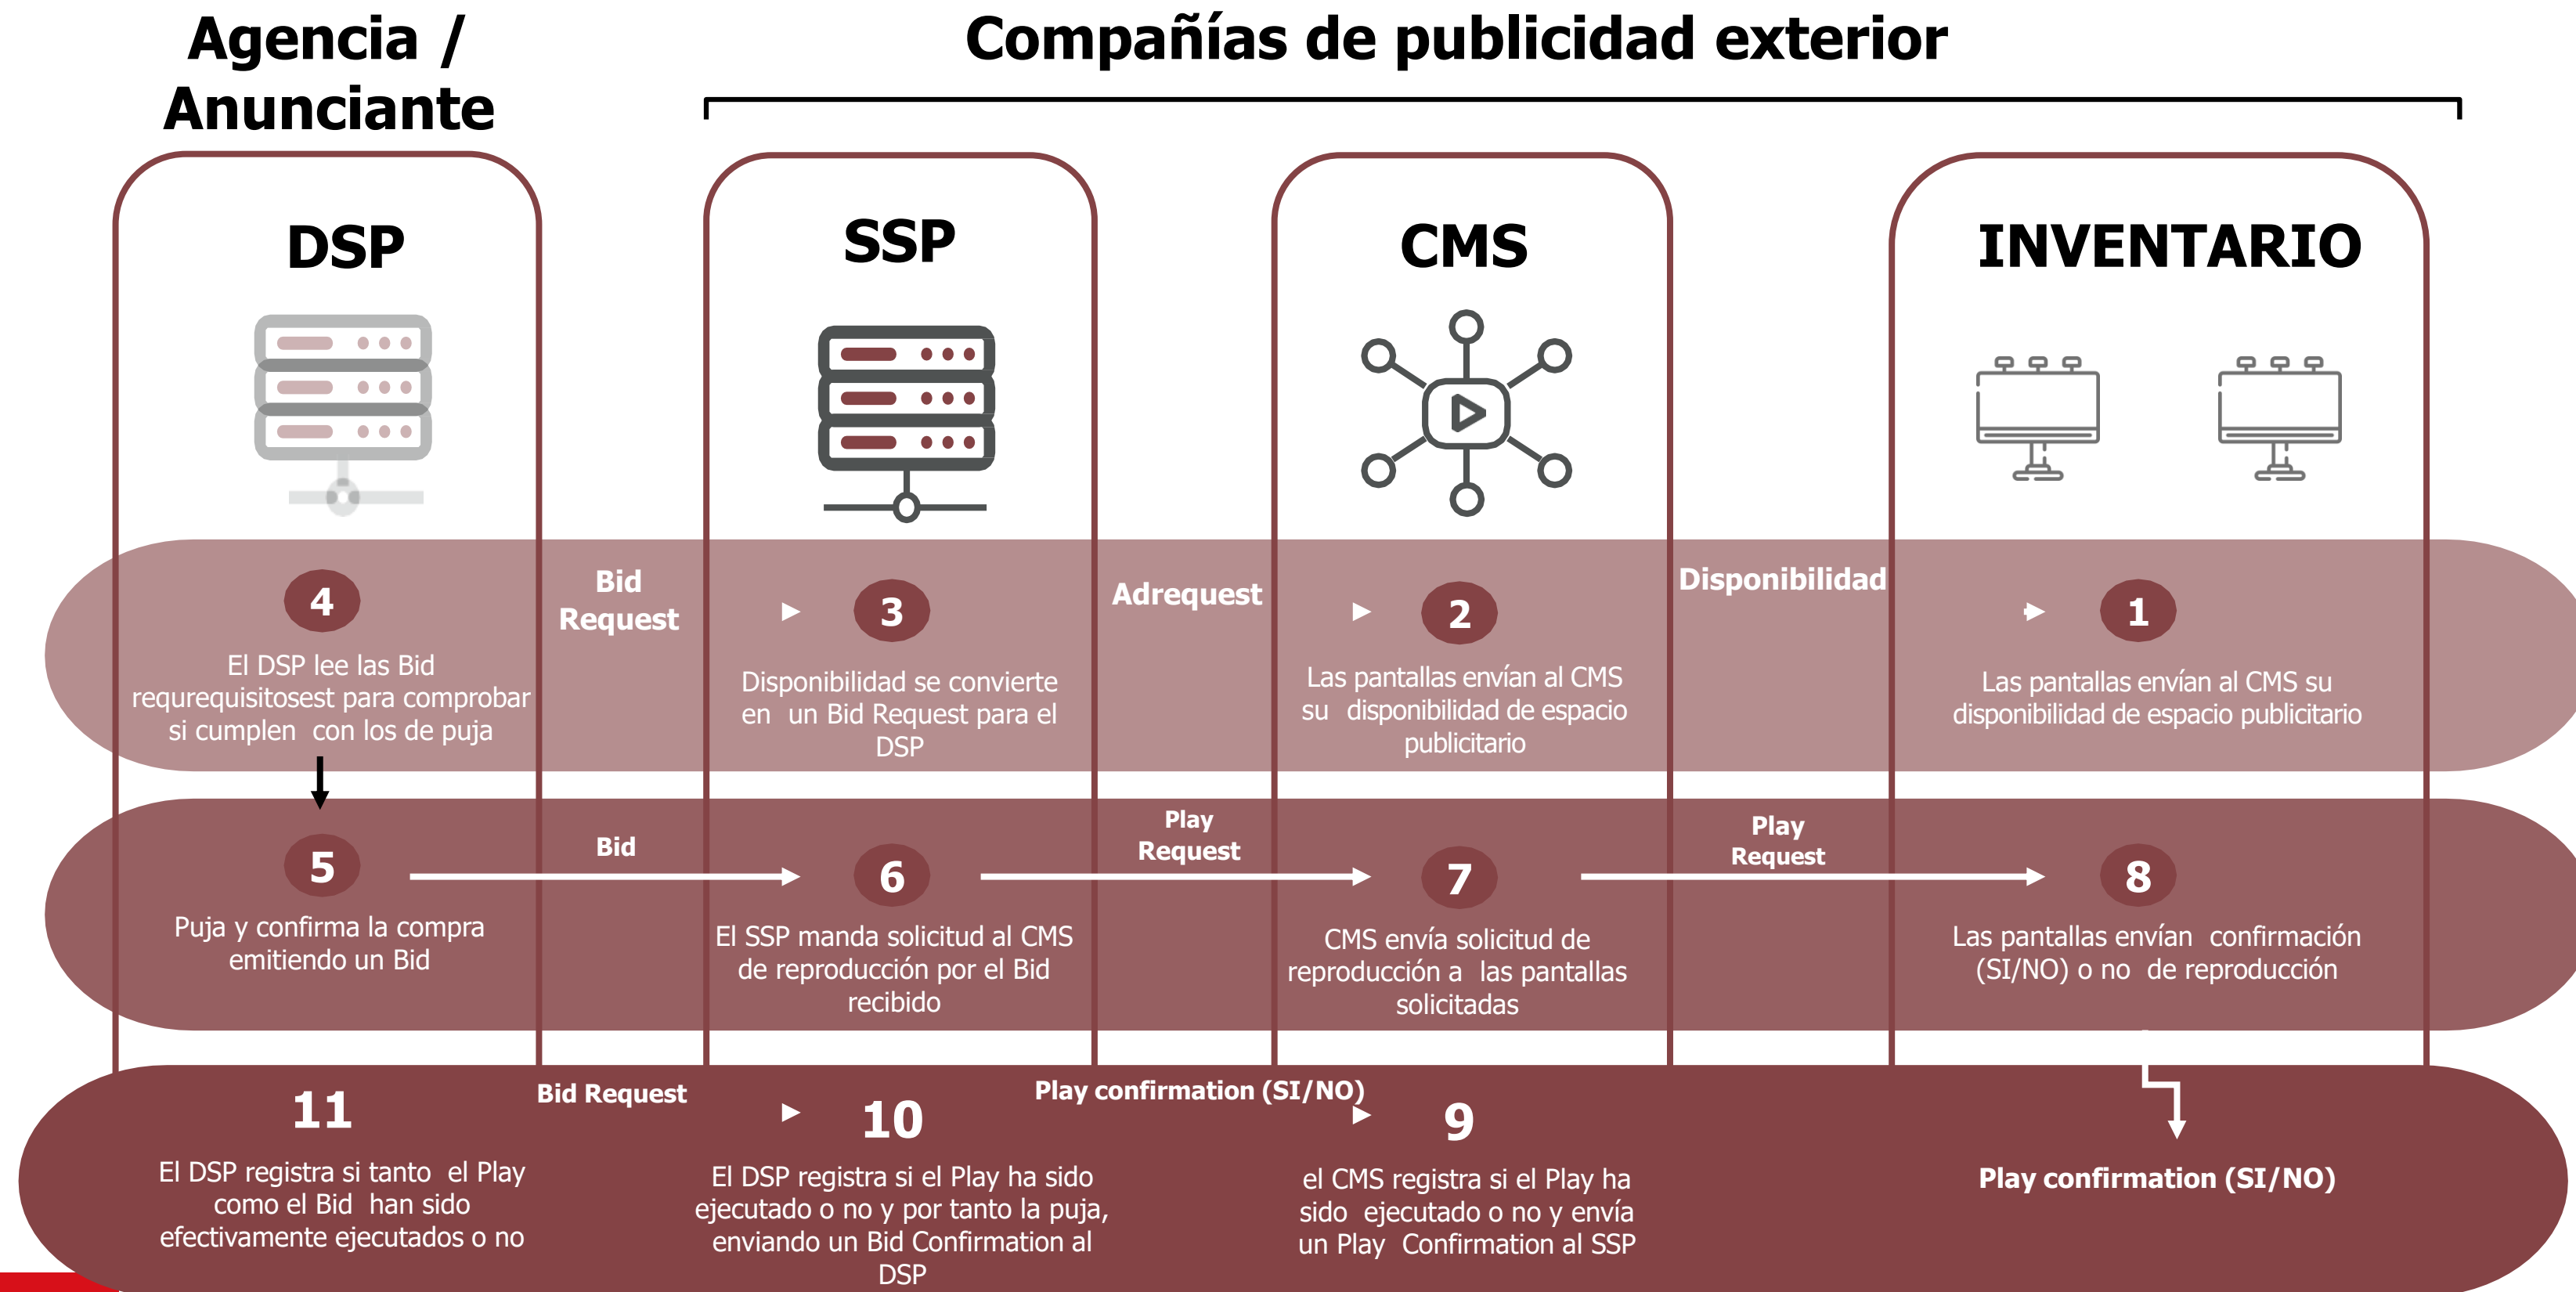 Agencia /
Anunciante
Compañías de publicidad exterior
DSP
SSP
CMS
INVENTARIO
4
El DSP lee las Bid
requrequisitosest para comprobar
si cumplen con los de puja
Bid
Request
3
Disponibilidad se convierte
en un Bid Request para el
DSP
Adrequest
2
Las pantallas envían al CMS
su disponibilidad de espacio
publicitario
Disponibilidad
1
Las pantallas envían al CMS su
disponibilidad de espacio publicitario
5
Puja y confirma la compra
emitiendo un Bid
Bid
6
El SSP manda solicitud al CMS
de reproducción por el Bid
recibido
Play
Request
7
CMS envía solicitud de
reproducción a las pantallas
solicitadas
Play
Request
8
Las pantallas envían confirmación
(SI/NO) o no de reproducción
11
El DSP registra si tanto el Play
como el Bid han sido
efectivamente ejecutados o no
Bid Request
10
El DSP registra si el Play ha sido
ejecutado o no y por tanto la puja,
enviando un Bid Confirmation al
DSP
Play confirmation (SI/NO)
9
el CMS registra si el Play ha
sido ejecutado o no y envía
un Play Confirmation al SSP
Play confirmation (SI/NO)